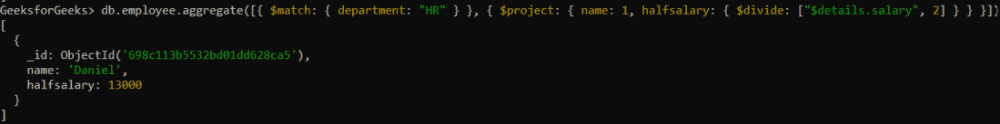 GeeksforGeeks> db.employee.aggregate([{ $match: { department: "HR" } }, { $project: { name: 1, halfsalary: { $divide: ["$details.salary", 2] } } }])
[
  {
    _id: ObjectId('698c113b5532bd01dd628ca5'),
    name: 'Daniel',
    halfsalary: 13000
  }
]